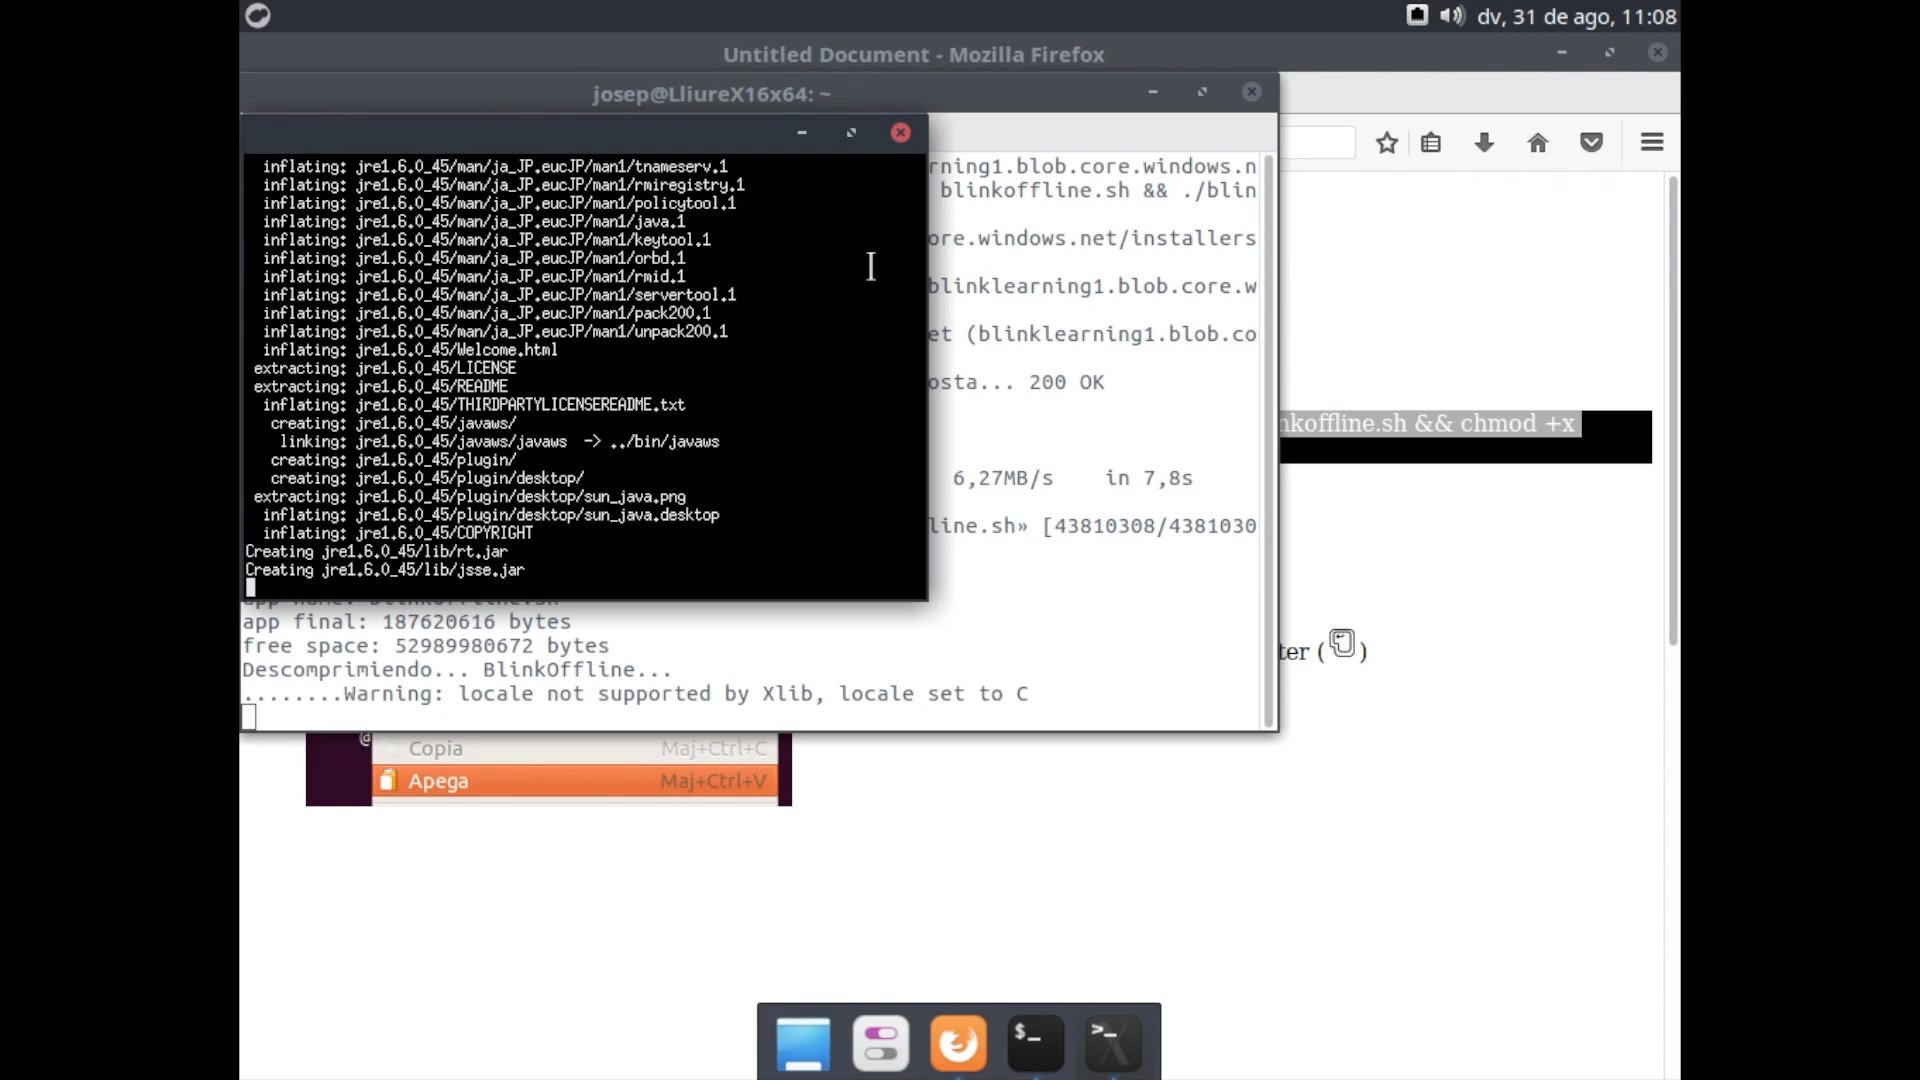 dv, 31 de ago, 11:08
Untitled Document - Mozilla Firefox
josep@LliureX16x64: ~
inflating: jre1.6.0_45/man/ja_JP.eucJP/man1/tnameserv.1
inflating: jre1.6.0_45/man/ja_JP.eucJP/man1/rmiregistry.1
inflating: jre1.6.0_45/man/ja_JP.eucJP/man1/policytool.1
inflating: jre1.6.0_45/man/ja_JP.eucJP/man1/java.1
inflating: jre1.6.0_45/man/ja_JP.eucJP/man1/keytool.1
inflating: jre1.6.0_45/man/ja_JP.eucJP/man1/orbd.1
inflating: jre1.6.0_45/man/ja_JP.eucJP/man1/rmid.1
inflating: jre1.6.0_45/man/ja_JP.eucJP/man1/servertool.1
inflating: jre1.6.0_45/man/ja_JP.eucJP/man1/pack200.1
inflating: jre1.6.0_45/man/ja_JP.eucJP/man1/unpack200.1
inflating: jre1.6.0_45/Welcome.html
extracting: jre1.6.0_45/LICENSE
extracting: jre1.6.0_45/README
inflating: jre1.6.0_45/THIRDPARTYLICENSEREADME.txt
creating: jre1.6.0_45/javaws/
linking: jre1.6.0_45/javaws/javaws -> ../bin/javaws
creating: jre1.6.0_45/plugin/
creating: jre1.6.0_45/plugin/desktop/
extracting: jre1.6.0_45/plugin/desktop/sun_java.png
inflating: jre1.6.0_45/plugin/desktop/sun_java.desktop
inflating: jre1.6.0_45/COPYRIGHT
Creating jre1.6.0_45/lib/rt.jar
Creating jre1.6.0_45/lib/jsse.jar
rning1.blob.core.windows.n
blinkoffline.sh && ./blin
ore.windows.net/installers
blinklearning1.blob.core.w
et (blinklearning1.blob.co
osta... 200 OK
6,27MB/s in 7,8s
line.sh» [43810308/4381030
app final: 187620616 bytes
free space: 52989980672 bytes
Descomprimiendo... BlinkOffline...
........Warning: locale not supported by Xlib, locale set to C
nkoffline.sh && chmod +x
ter ( )
@
Copia Maj+Ctrl+C
Apega Maj+Ctrl+V
$_
>_